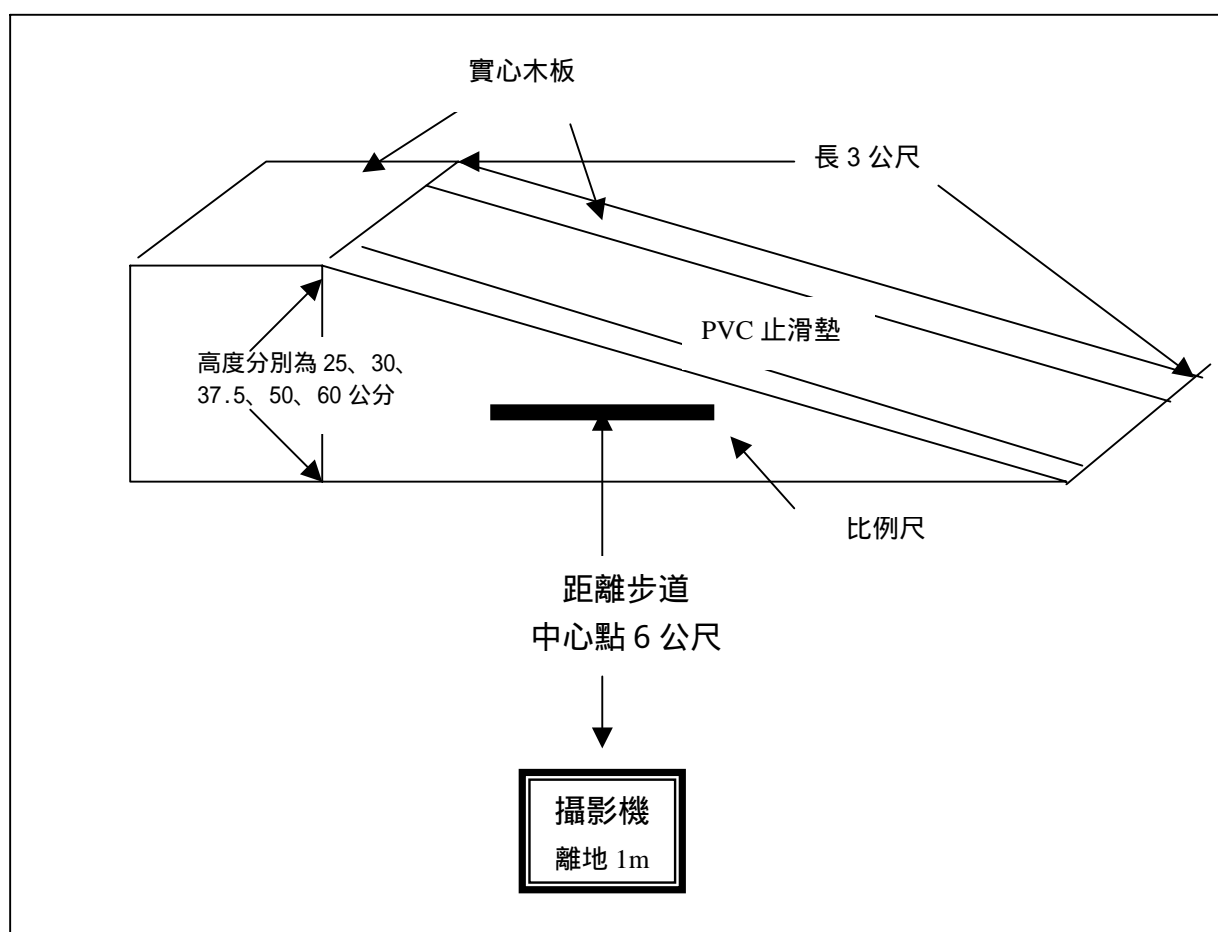 實心木板
長 3 公尺
PVC 止滑墊
高度分別為 25、30、
37.5、50、60 公分
比例尺
距離步道
中心點 6 公尺
攝影機
離地 1m